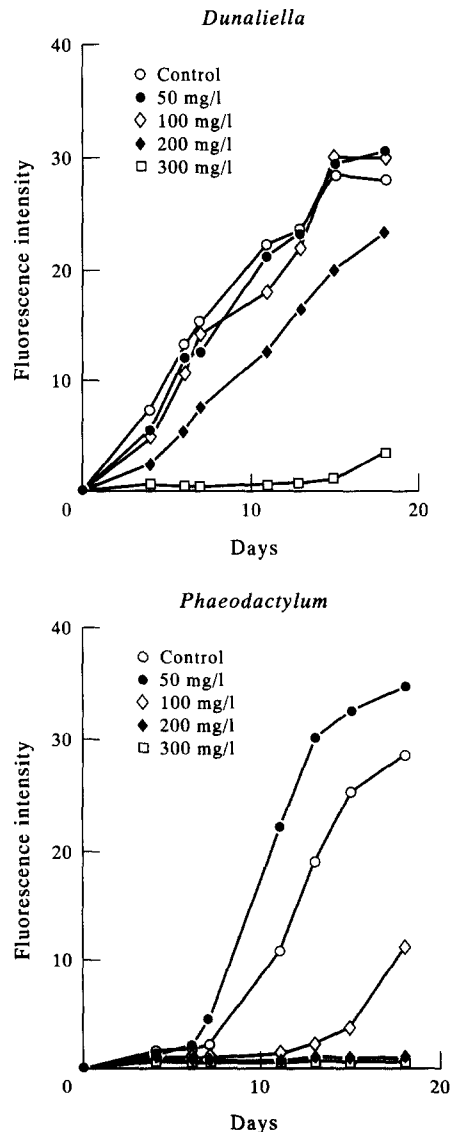 Dunaliella
40
30
20
10
0
10
20
Fluorescence intensity
Days
Control
50 mg/l
100 mg/l
200 mg/l
300 mg/l
Phaeodactylum
40
30
20
10
0
10
20
Fluorescence intensity
Days
Control
50 mg/l
100 mg/l
200 mg/l
300 mg/l